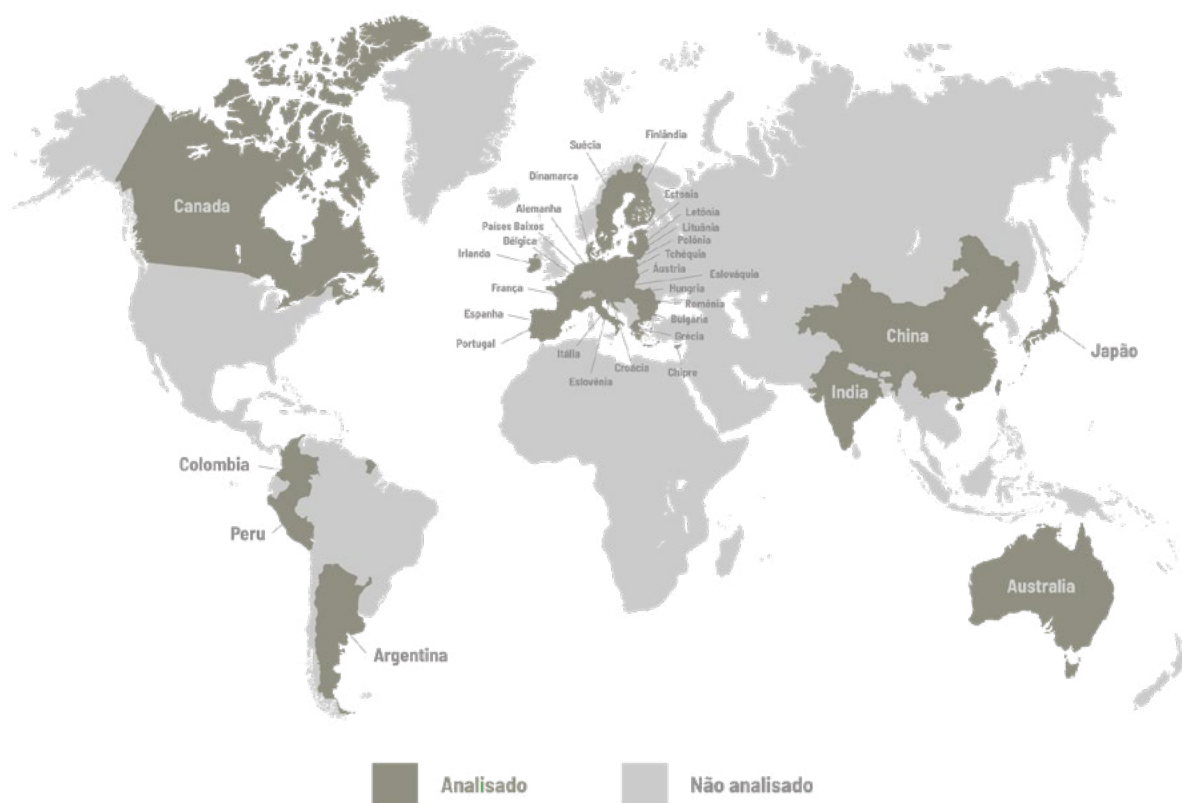 Finlândia
Suécia
Dinamarca
Estonia
Alemanha
Letônia
Canada
Países Baixos
Lituânia
Bélgica
Polônia
Irlanda
Tchéquia
Áustria
Eslováquia
França
Hungria
Romênia
Espanha
Bulgária
Portugal
Grécia
China
Itália
Japão
Croácia
Chipre
Eslovênia
India
Colombia
Peru
Australia
Argentina
Analisado
Não analisado